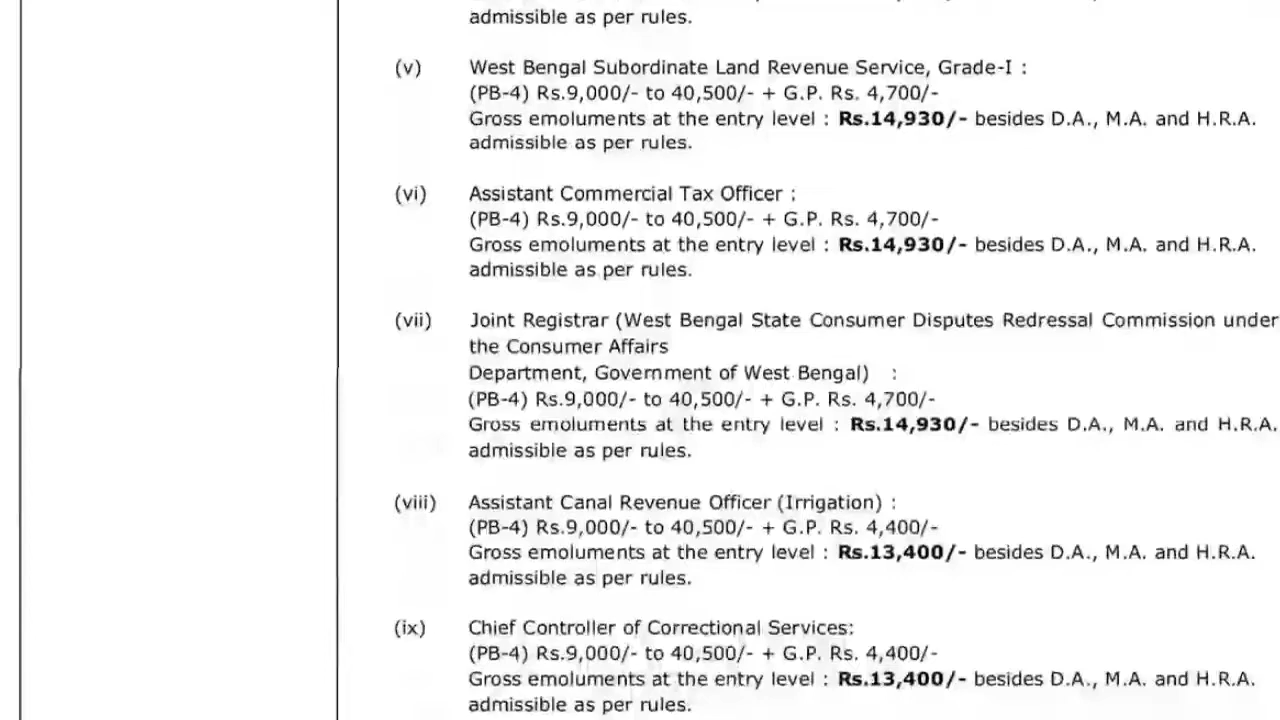 admissible as per rules.
(v) West Bengal Subordinate Land Revenue Service, Grade-I :
(PB-4) Rs.9,000/- to 40,500/- + G.P. Rs. 4,700/-
Gross emoluments at the entry level : Rs.14,930/- besides D.A., M.A. and H.R.A.
admissible as per rules.
(vi) Assistant Commercial Tax Officer :
(PB-4) Rs.9,000/- to 40,500/- + G.P. Rs. 4,700/-
Gross emoluments at the entry level : Rs.14,930/- besides D.A., M.A. and H.R.A.
admissible as per rules.
(vii) Joint Registrar (West Bengal State Consumer Disputes Redressal Commission under
the Consumer Affairs
Department, Government of West Bengal) :
(PB-4) Rs.9,000/- to 40,500/- + G.P. Rs. 4,700/-
Gross emoluments at the entry level : Rs.14,930/- besides D.A., M.A. and H.R.A.
admissible as per rules.
(viii) Assistant Canal Revenue Officer (Irrigation) :
(PB-4) Rs.9,000/- to 40,500/- + G.P. Rs. 4,400/-
Gross emoluments at the entry level : Rs.13,400/- besides D.A., M.A. and H.R.A.
admissible as per rules.
(ix) Chief Controller of Correctional Services:
(PB-4) Rs.9,000/- to 40,500/- + G.P. Rs. 4,400/-
Gross emoluments at the entry level : Rs.13,400/- besides D.A., M.A. and H.R.A.
admissible as per rules.